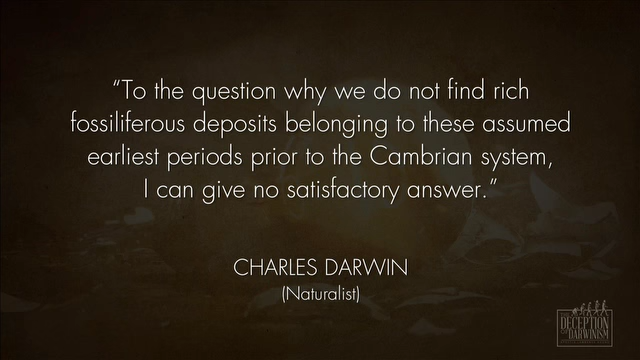 “To the question why we do not find rich
fossiliferous deposits belonging to these assumed
earliest periods prior to the Cambrian system,
I can give no satisfactory answer.”
CHARLES DARWIN
(Naturalist)
DECEPTION
DARWINISM